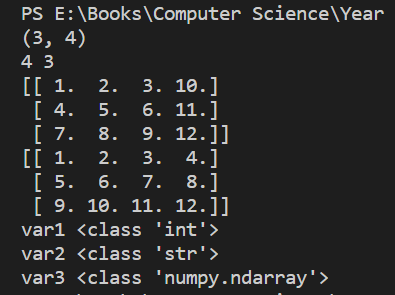 PS E:\Books\Computer Science\Year
(3, 4)
4 3
[[ 1.  2.  3. 10.]
 [ 4.  5.  6. 11.]
 [ 7.  8.  9. 12.]]
[[ 1.  2.  3.  4.]
 [ 5.  6.  7.  8.]
 [ 9. 10. 11. 12.]]
var1 <class 'int'>
var2 <class 'str'>
var3 <class 'numpy.ndarray'>